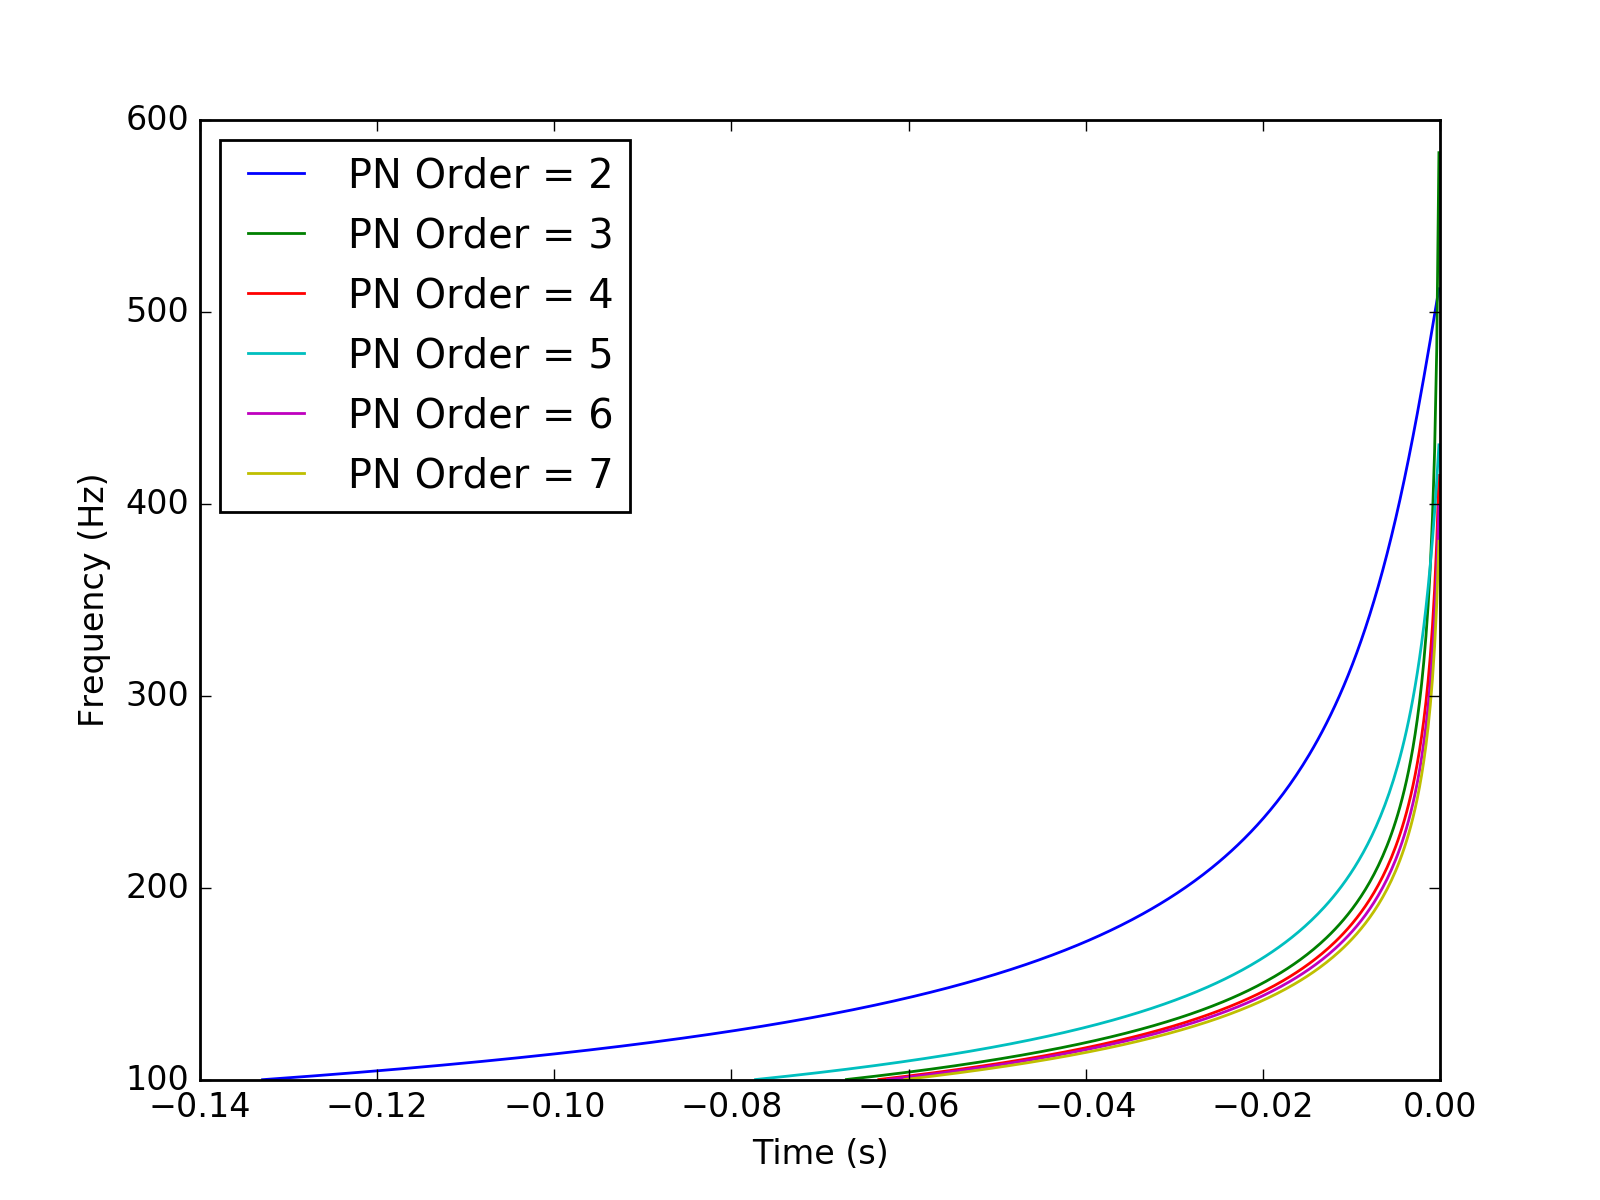 600
500
400
300
200
100
Frequency (Hz)
PN Order = 2
PN Order = 3
PN Order = 4
PN Order = 5
PN Order = 6
PN Order = 7
−0.14 −0.12 −0.10 −0.08 −0.06 −0.04 −0.02 0.00
Time (s)